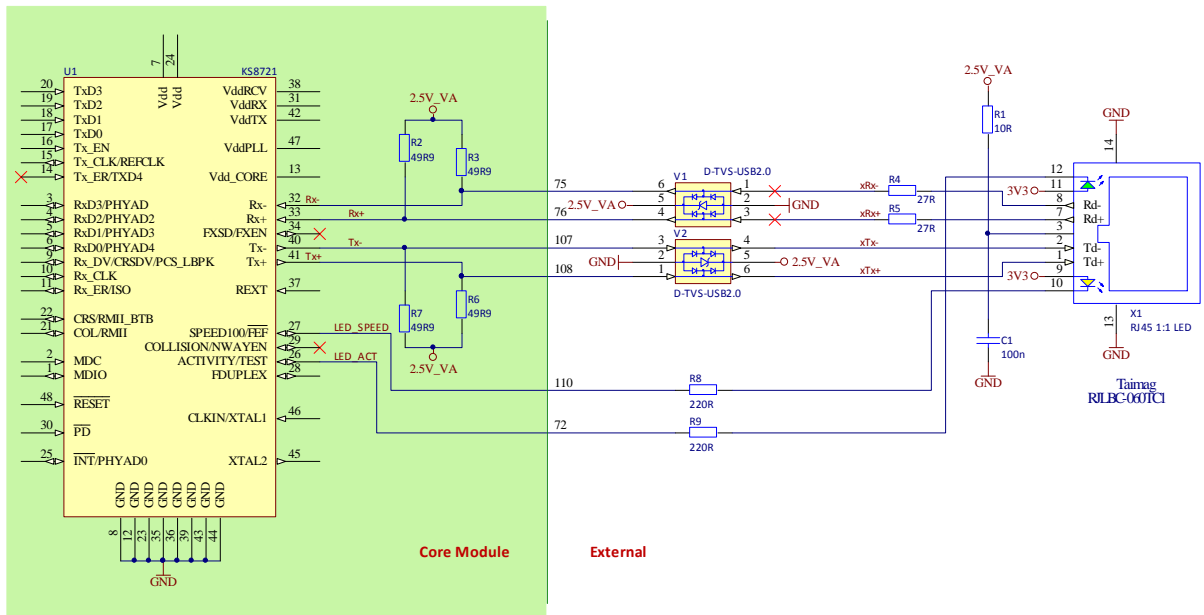 U1
KS8721
7 Vdd
24 Vdd
20 TxD3
19 TxD2
18 TxD1
17 TxD0
16 Tx_EN
15 Tx_CLK/REFCLK
14 Tx_ER/TXD4
3 RxD3/PHYAD
4 RxD2/PHYAD2
5 RxD1/PHYAD3
6 RxD0/PHYAD4
9 Rx_DV/CRSDV/PCS_LBPK
10 Rx_CLK
11 Rx_ER/ISO
22 CRS/RMII_BTB
21 COL/RMII
2 MDC
1 MDIO
48 RESET
30 PD
25 INT/PHYAD0
VddRCV 38
VddRX 31
VddTX 42
VddPLL 47
Vdd_CORE 13
Rx- 32 Rx-
Rx+ 33 Rx+
FXSD/FXEN 34
Tx- 40 Tx-
Tx+ 41 Tx+
REXT 37
SPEED100/FEF 27 LED_SPEED
COLLISION/NWAYEN 29
ACTIVITY/TEST 26 LED_ACT
FDUPLEX 28
CLKIN/XTAL1 46
XTAL2 45
GND GND GND GND GND GND GND GND
8 12 23 35 36 39 43 44
GND
2.5V_VA
R2
49R9
R3
49R9
R7
49R9
R6
49R9
2.5V_VA
75
76
107
108
110
72
Core Module
External
D-TVS-USB2.0
V1
6 1
2.5V_VA 5 2 GND
4 3
V2
3 4
GND 2 5 2.5V_VA
1 6
D-TVS-USB2.0
xRx- R4
27R
xRx+ R5
27R
xTx-
xTx+
R8
220R
R9
220R
2.5V_VA
R1
10R
C1
100n
GND
GND
14
12
3V3 11
8 Rd-
7 Rd+
3
2 Td-
1 Td+
3V3 9
10
13
GND
X1
RJ45 1:1 LED
Taimag
RJLBC-060TC1